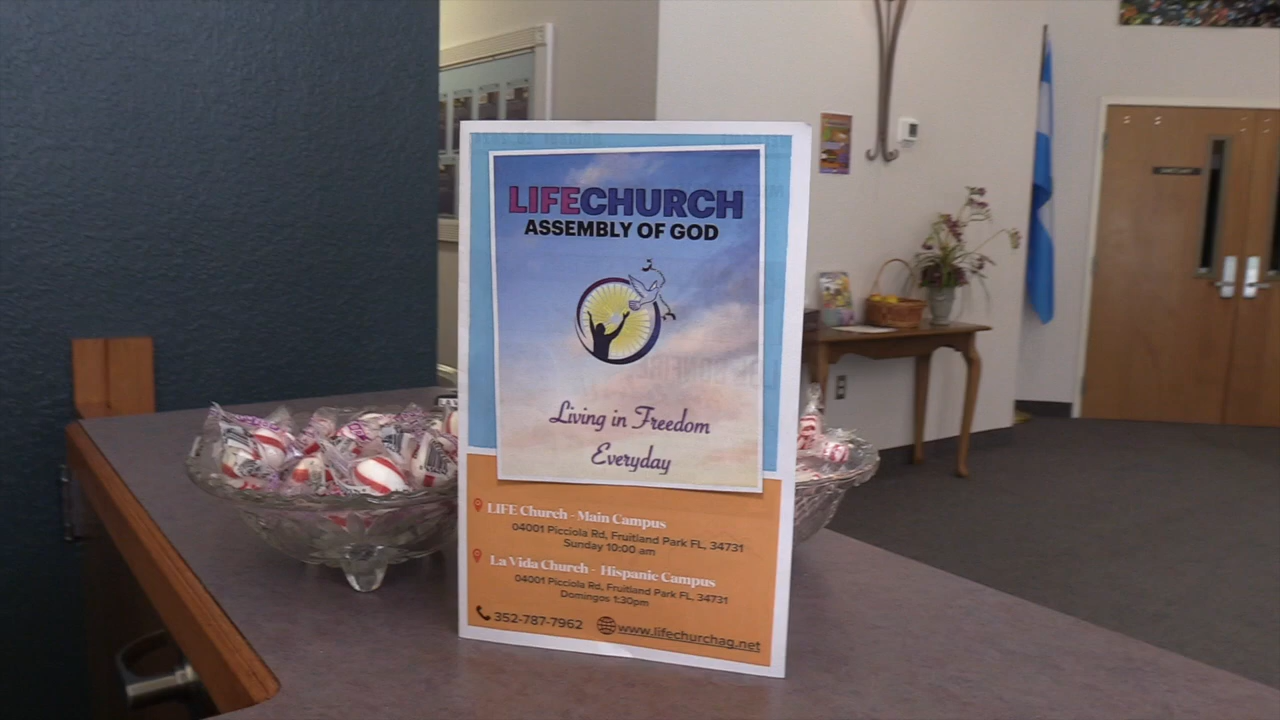 LIFECHURCH
ASSEMBLY OF GOD
Living in Freedom
Everyday
LIFE Church - Main Campus
04001 Picciola Rd, Fruitland Park FL, 34731
Sunday 10:00 am
La Vida Church - Hispanic Campus
04001 Picciola Rd, Fruitland Park FL, 34731
Domingos 1:30pm
352-787-7962 www.lifechurchag.net